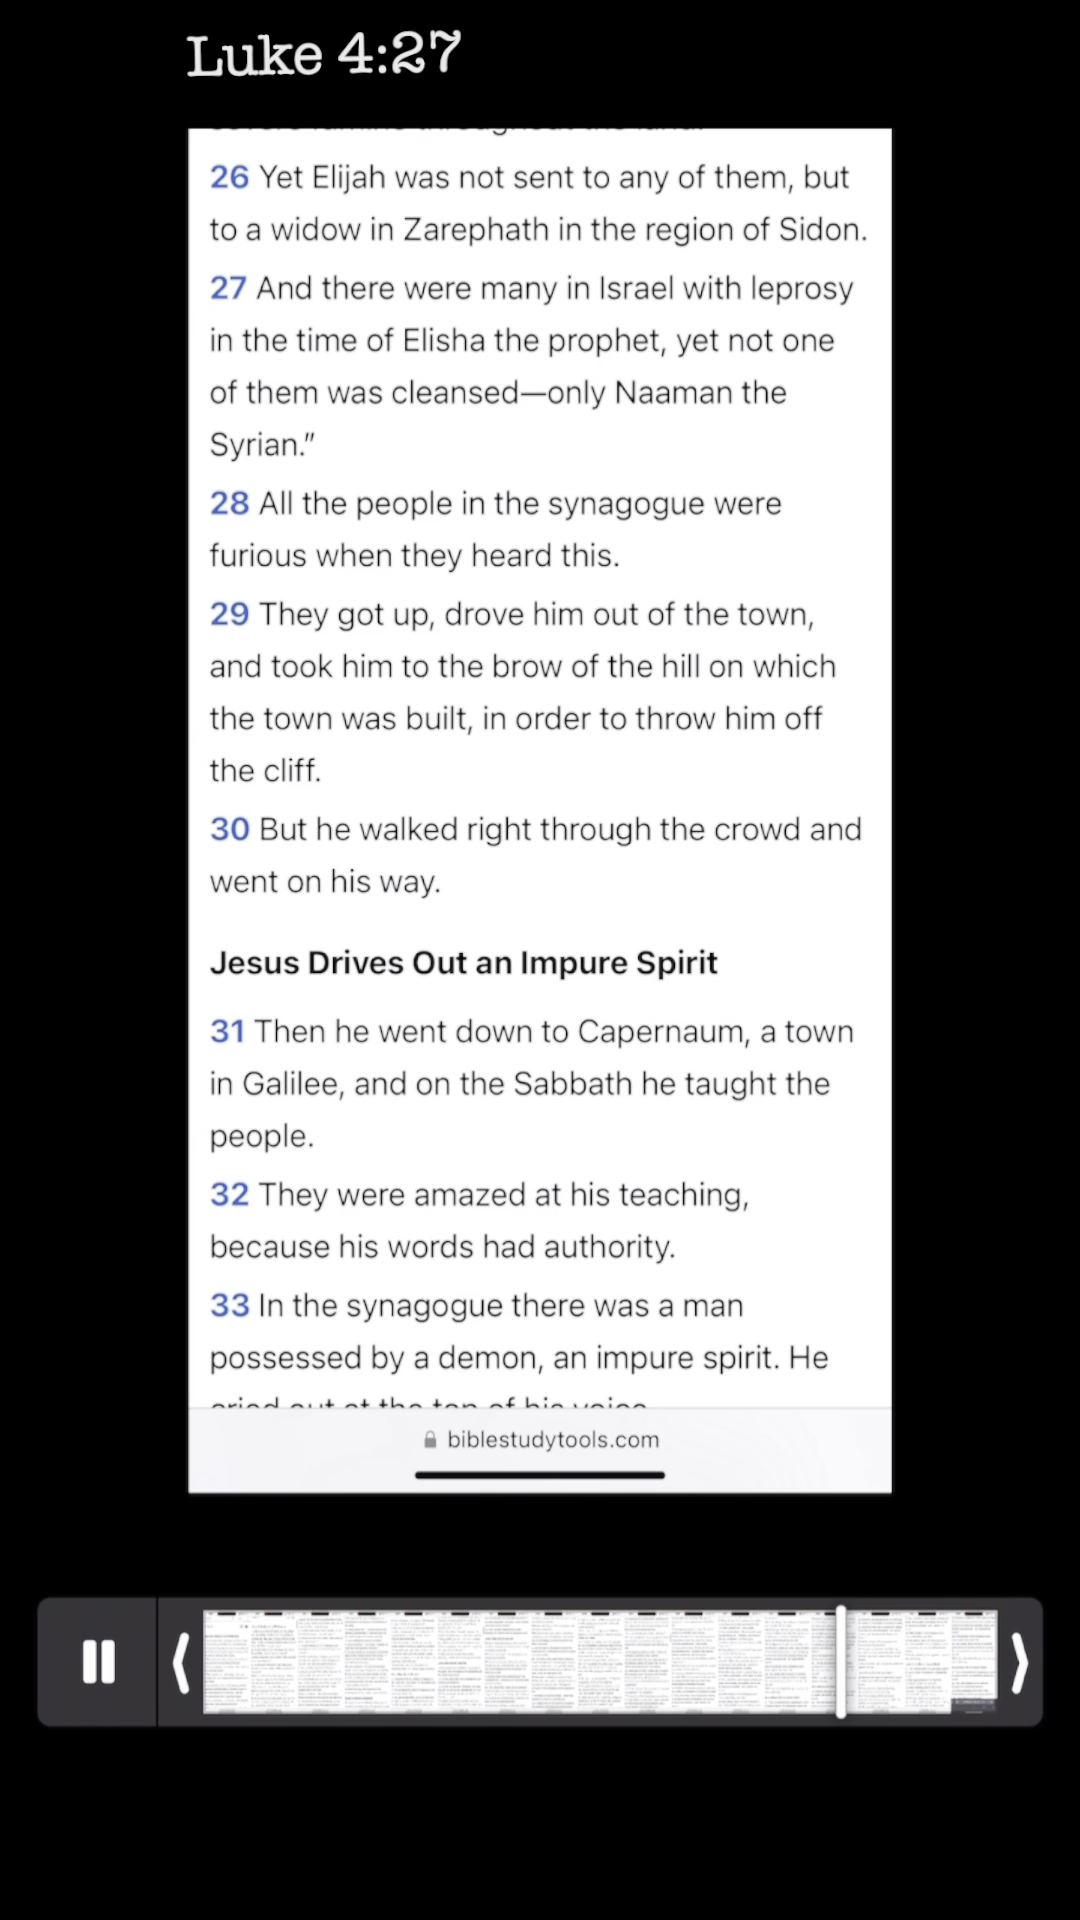 Luke 4:27
26 Yet Elijah was not sent to any of them, but
to a widow in Zarephath in the region of Sidon.
27 And there were many in Israel with leprosy
in the time of Elisha the prophet, yet not one
of them was cleansed—only Naaman the
Syrian.”
28 All the people in the synagogue were
furious when they heard this.
29 They got up, drove him out of the town,
and took him to the brow of the hill on which
the town was built, in order to throw him off
the cliff.
30 But he walked right through the crowd and
went on his way.
Jesus Drives Out an Impure Spirit
31 Then he went down to Capernaum, a town
in Galilee, and on the Sabbath he taught the
people.
32 They were amazed at his teaching,
because his words had authority.
33 In the synagogue there was a man
possessed by a demon, an impure spirit. He
cried out at the top of his voice
biblestudytools.com